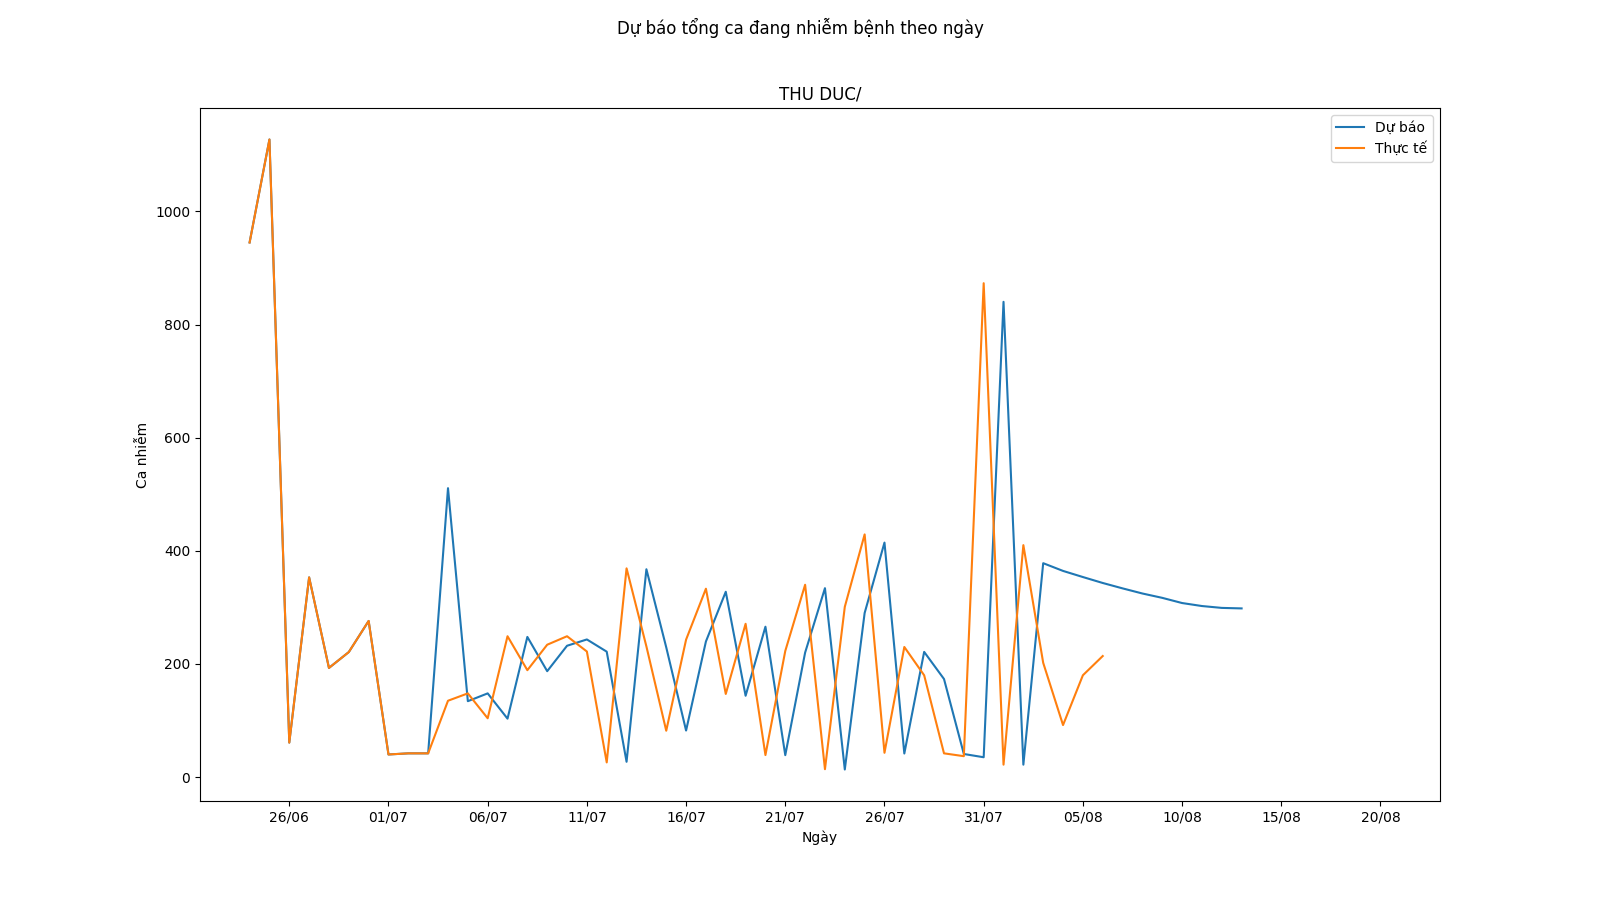 Dự báo tổng ca đang nhiễm bệnh theo ngày
THU DUC/
Dự báo
Thực tế
1000
800
600
400
200
0
Ca nhiễm
26/06 01/07 06/07 11/07 16/07 21/07 26/07 31/07 05/08 10/08 15/08 20/08
Ngày